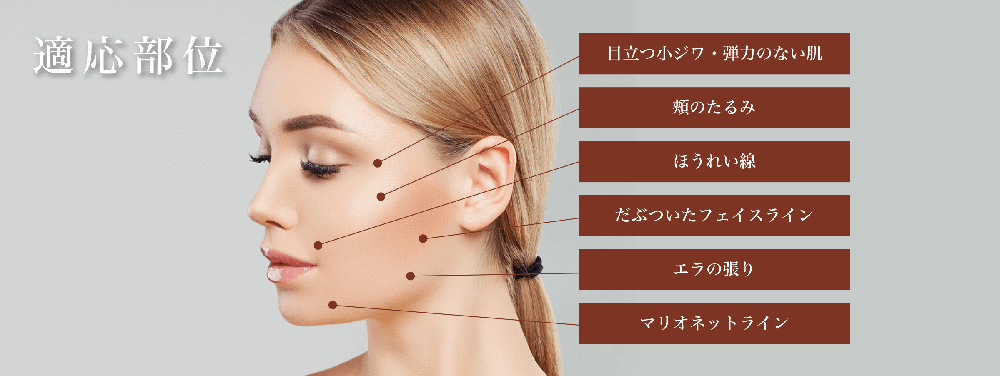 適応部位
目立つ小ジワ・弾力のない肌
頬のたるみ
ほうれい線
だぶついたフェイスライン
エラの張り
マリオネットライン